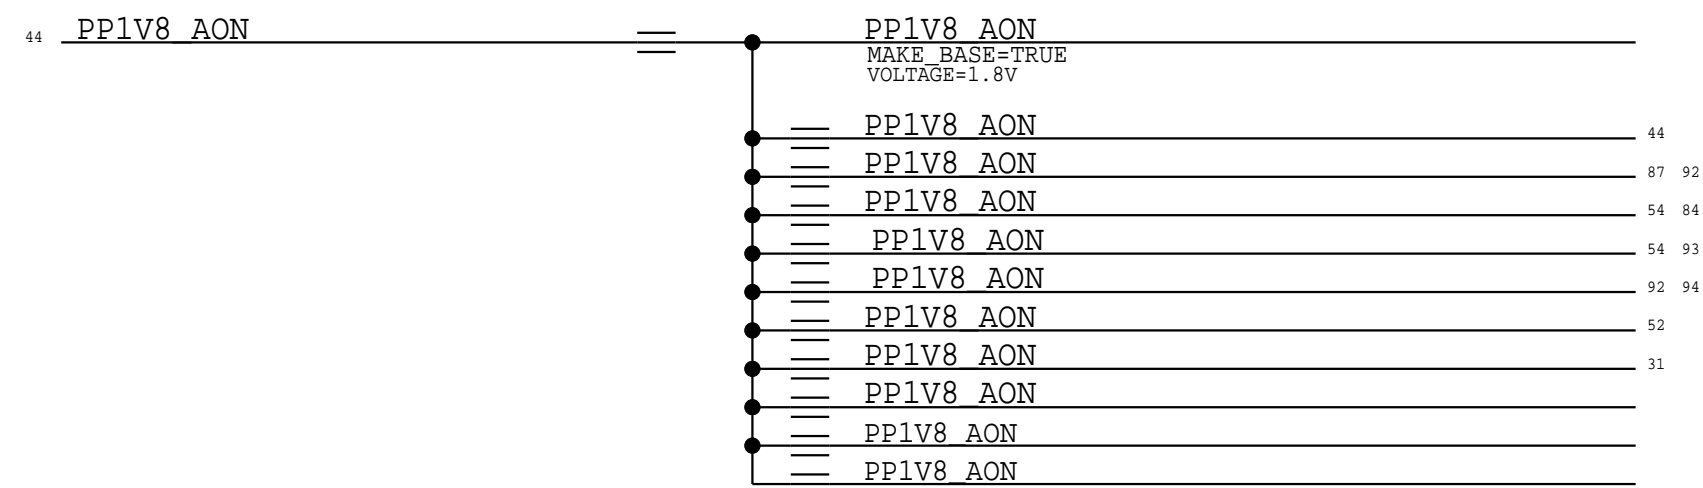 44 PP1V8_AON PP1V8_AON
MAKE_BASE=TRUE
VOLTAGE=1.8V
PP1V8_AON 44
PP1V8_AON 87 92
PP1V8_AON 54 84
PP1V8_AON 54 93
PP1V8_AON 92 94
PP1V8_AON 52
PP1V8_AON 31
PP1V8_AON
PP1V8_AON
PP1V8_AON